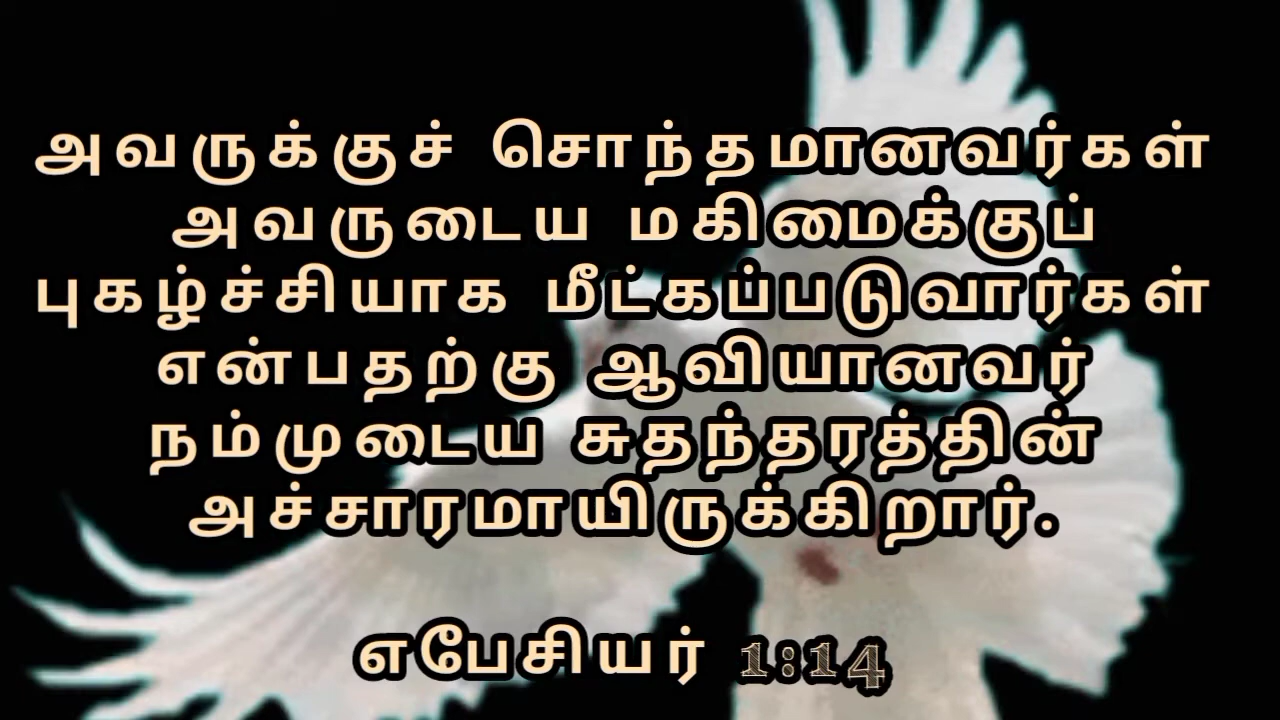 அவருக்குச் சொந்தமானவர்கள்
அவருடைய மகிமைக்குப்
புகழ்ச்சியாக மீட்கப்படுவார்கள்
என்பதற்கு ஆவியானவர்
நம்முடைய சுதந்தரத்தின்
அச்சாரமாயிருக்கிறார்.
எபேசியர் 1:14